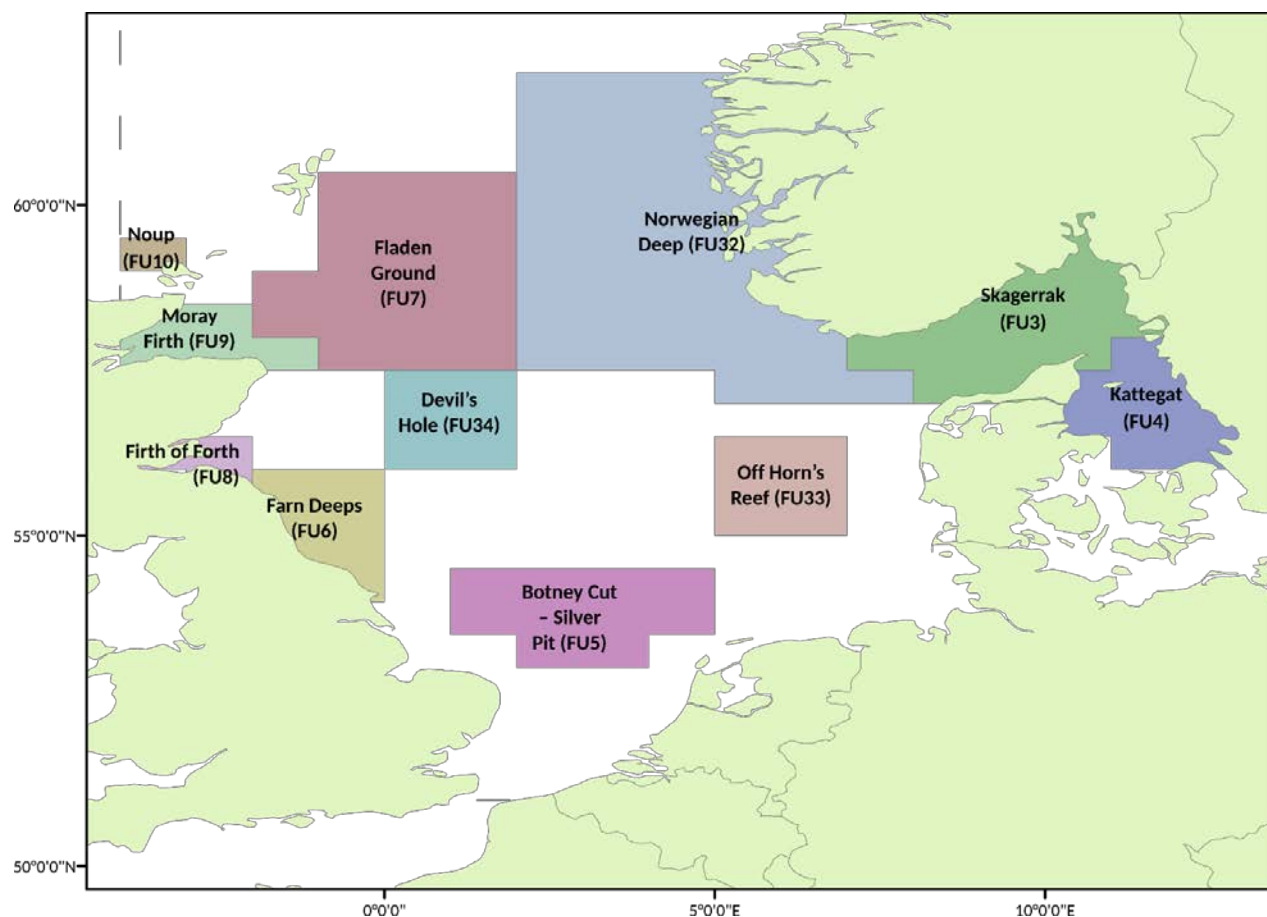 60°0'0"N
55°0'0"N
50°0'0"N
Noup
(FU10)
Moray
Firth (FU9)
Fladen
Ground
(FU7)
Norwegian
Deep (FU32)
Skagerrak
(FU3)
Kattegat
(FU4)
Devil's
Hole (FU34)
Firth of Forth
(FU8)
Farn Deeps
(FU6)
Off Horn's
Reef (FU33)
Botney Cut
– Silver
Pit (FU5)
0°0'0"
5°0'0"E
10°0'0"E